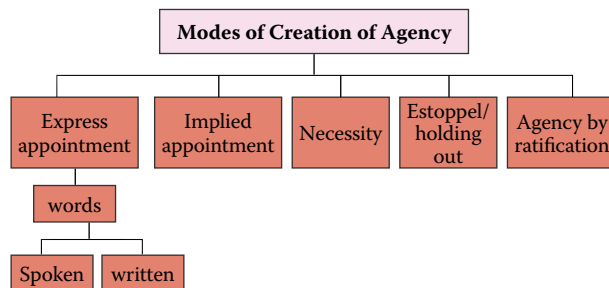 Modes of Creation of Agency
Express
appointment
Implied
appointment
Necessity
Estoppel/
holding
out
Agency by
ratification
words
Spoken
written